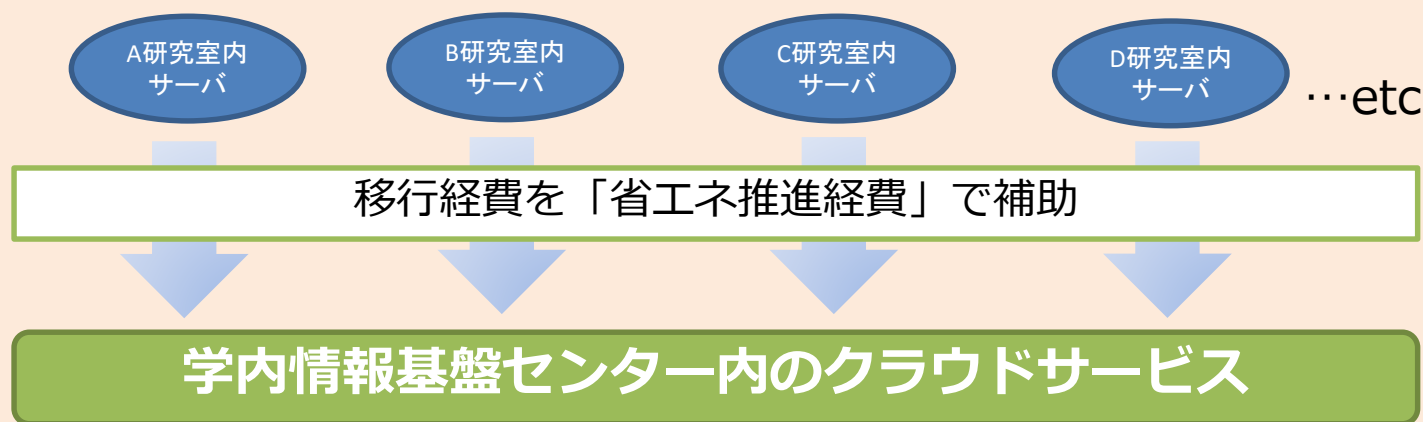 A研究室内
サーバ
B研究室内
サーバ
C研究室内
サーバ
D研究室内
サーバ
…etc
移行経費を「省エネ推進経費」で補助
学内情報基盤センター内のクラウドサービス